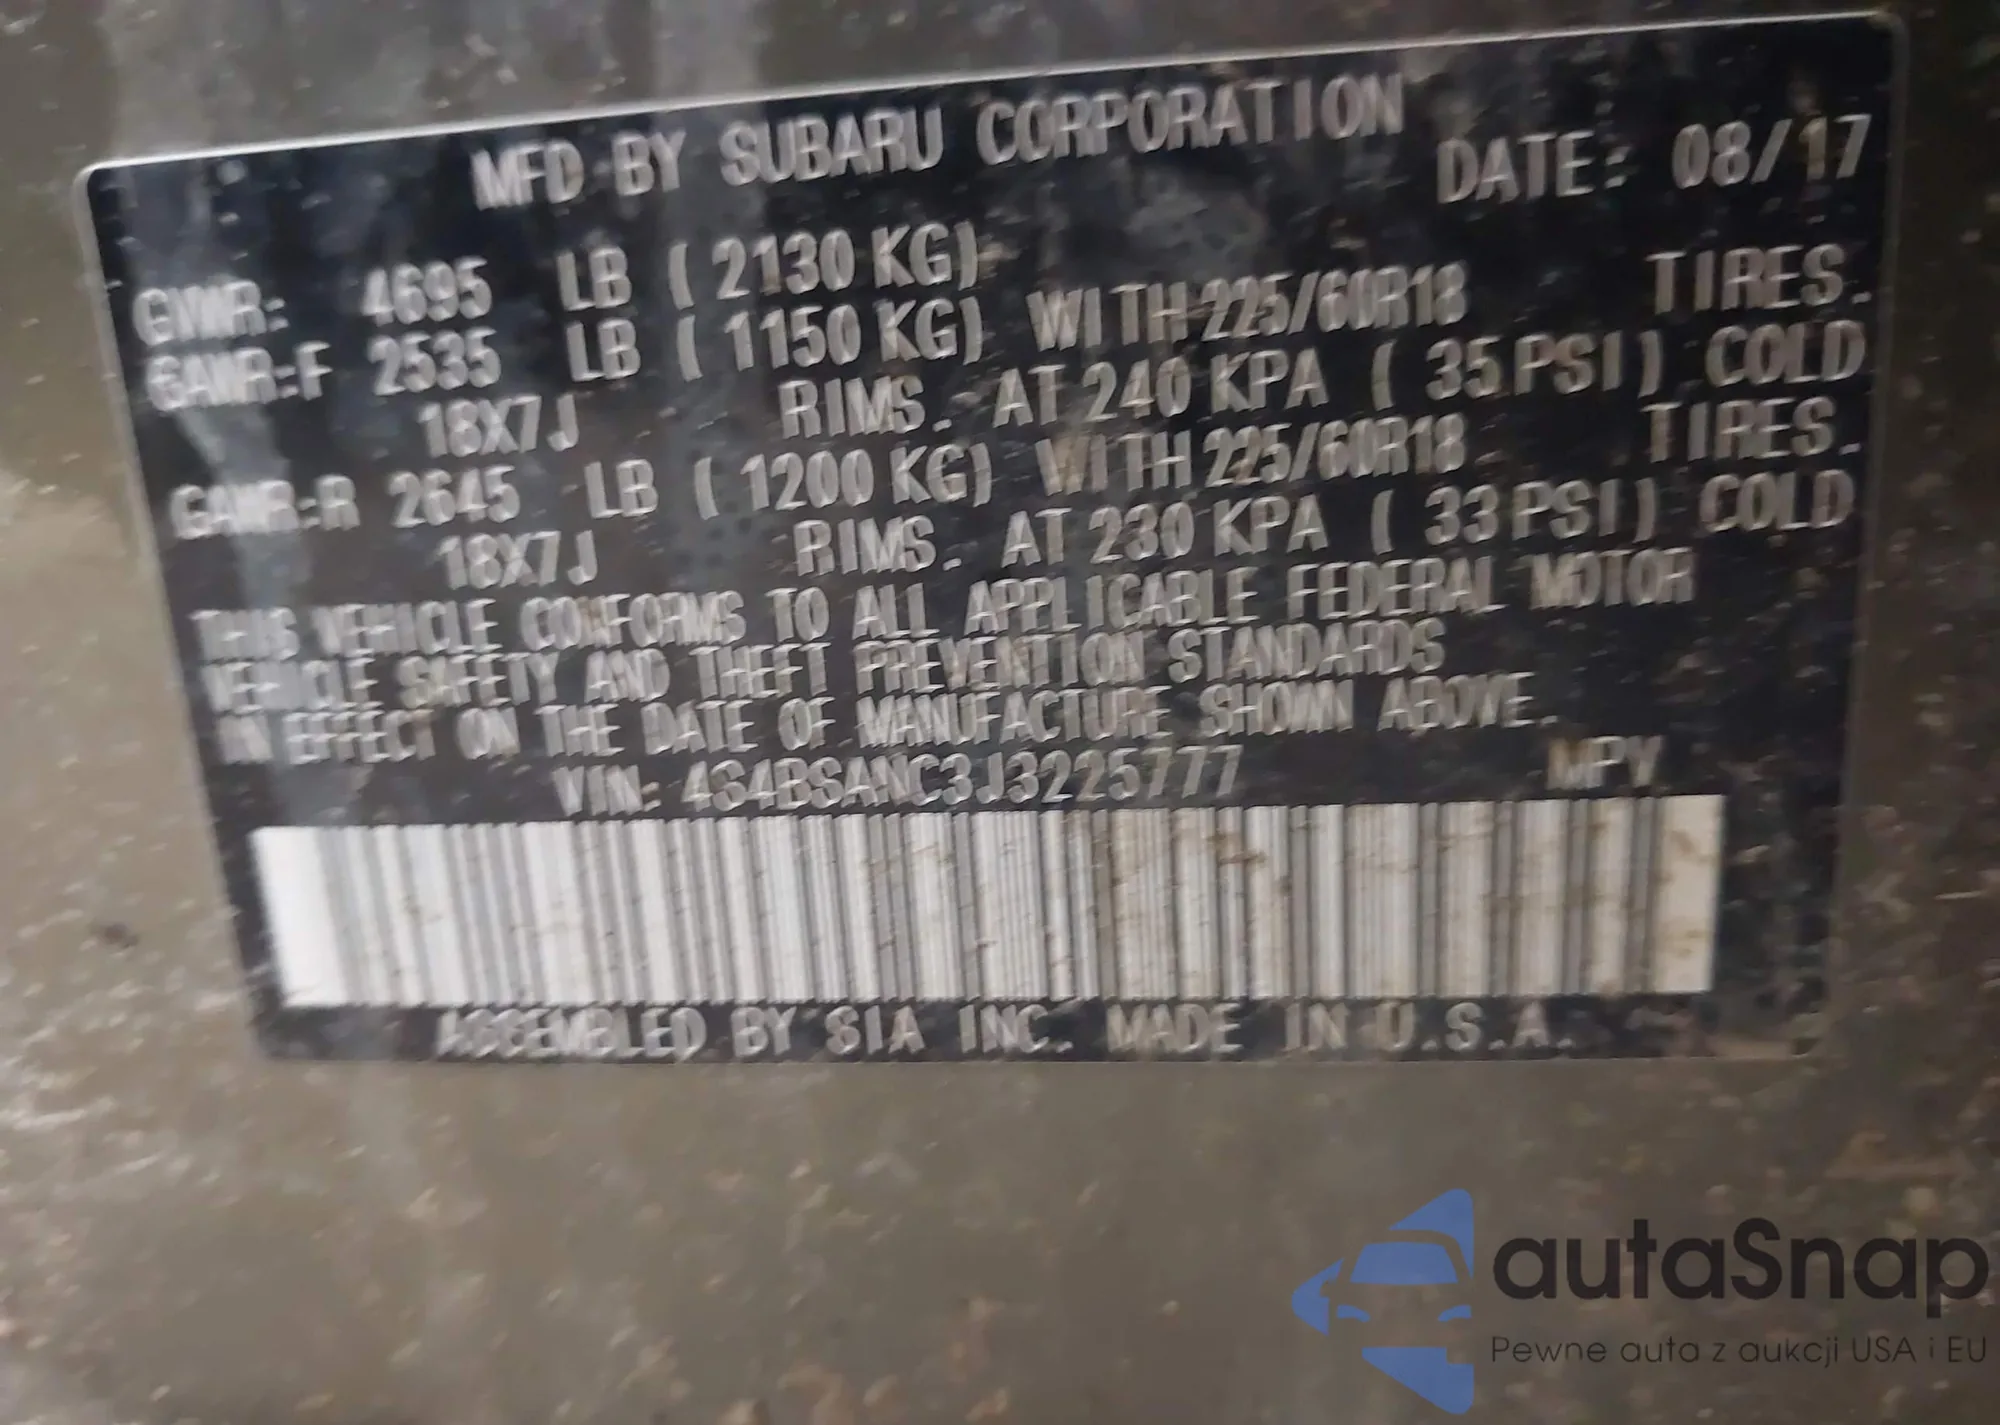 MFD BY SUBARU CORPORATION DATE: 08/17
GVWR: 4695 LB ( 2130 KG)
GAWR:F 2535 LB ( 1150 KG) WITH 225/60R18 TIRES.
18X7J RIMS. AT 240 KPA ( 35 PSI) COLD
GAWR:R 2645 LB ( 1200 KG) WITH 225/60R18 TIRES.
18X7J RIMS. AT 230 KPA ( 33 PSI) COLD
THIS VEHICLE CONFORMS TO ALL APPLICABLE FEDERAL MOTOR
VEHICLE SAFETY AND THEFT PREVENTION STANDARDS
IN EFFECT ON THE DATE OF MANUFACTURE SHOWN ABOVE.
VIN: 4S4BSANC3J3225777 MPV
ASSEMBLED BY SIA INC. MADE IN U.S.A.
autaSnap
Pewne auta z aukcji USA i EU